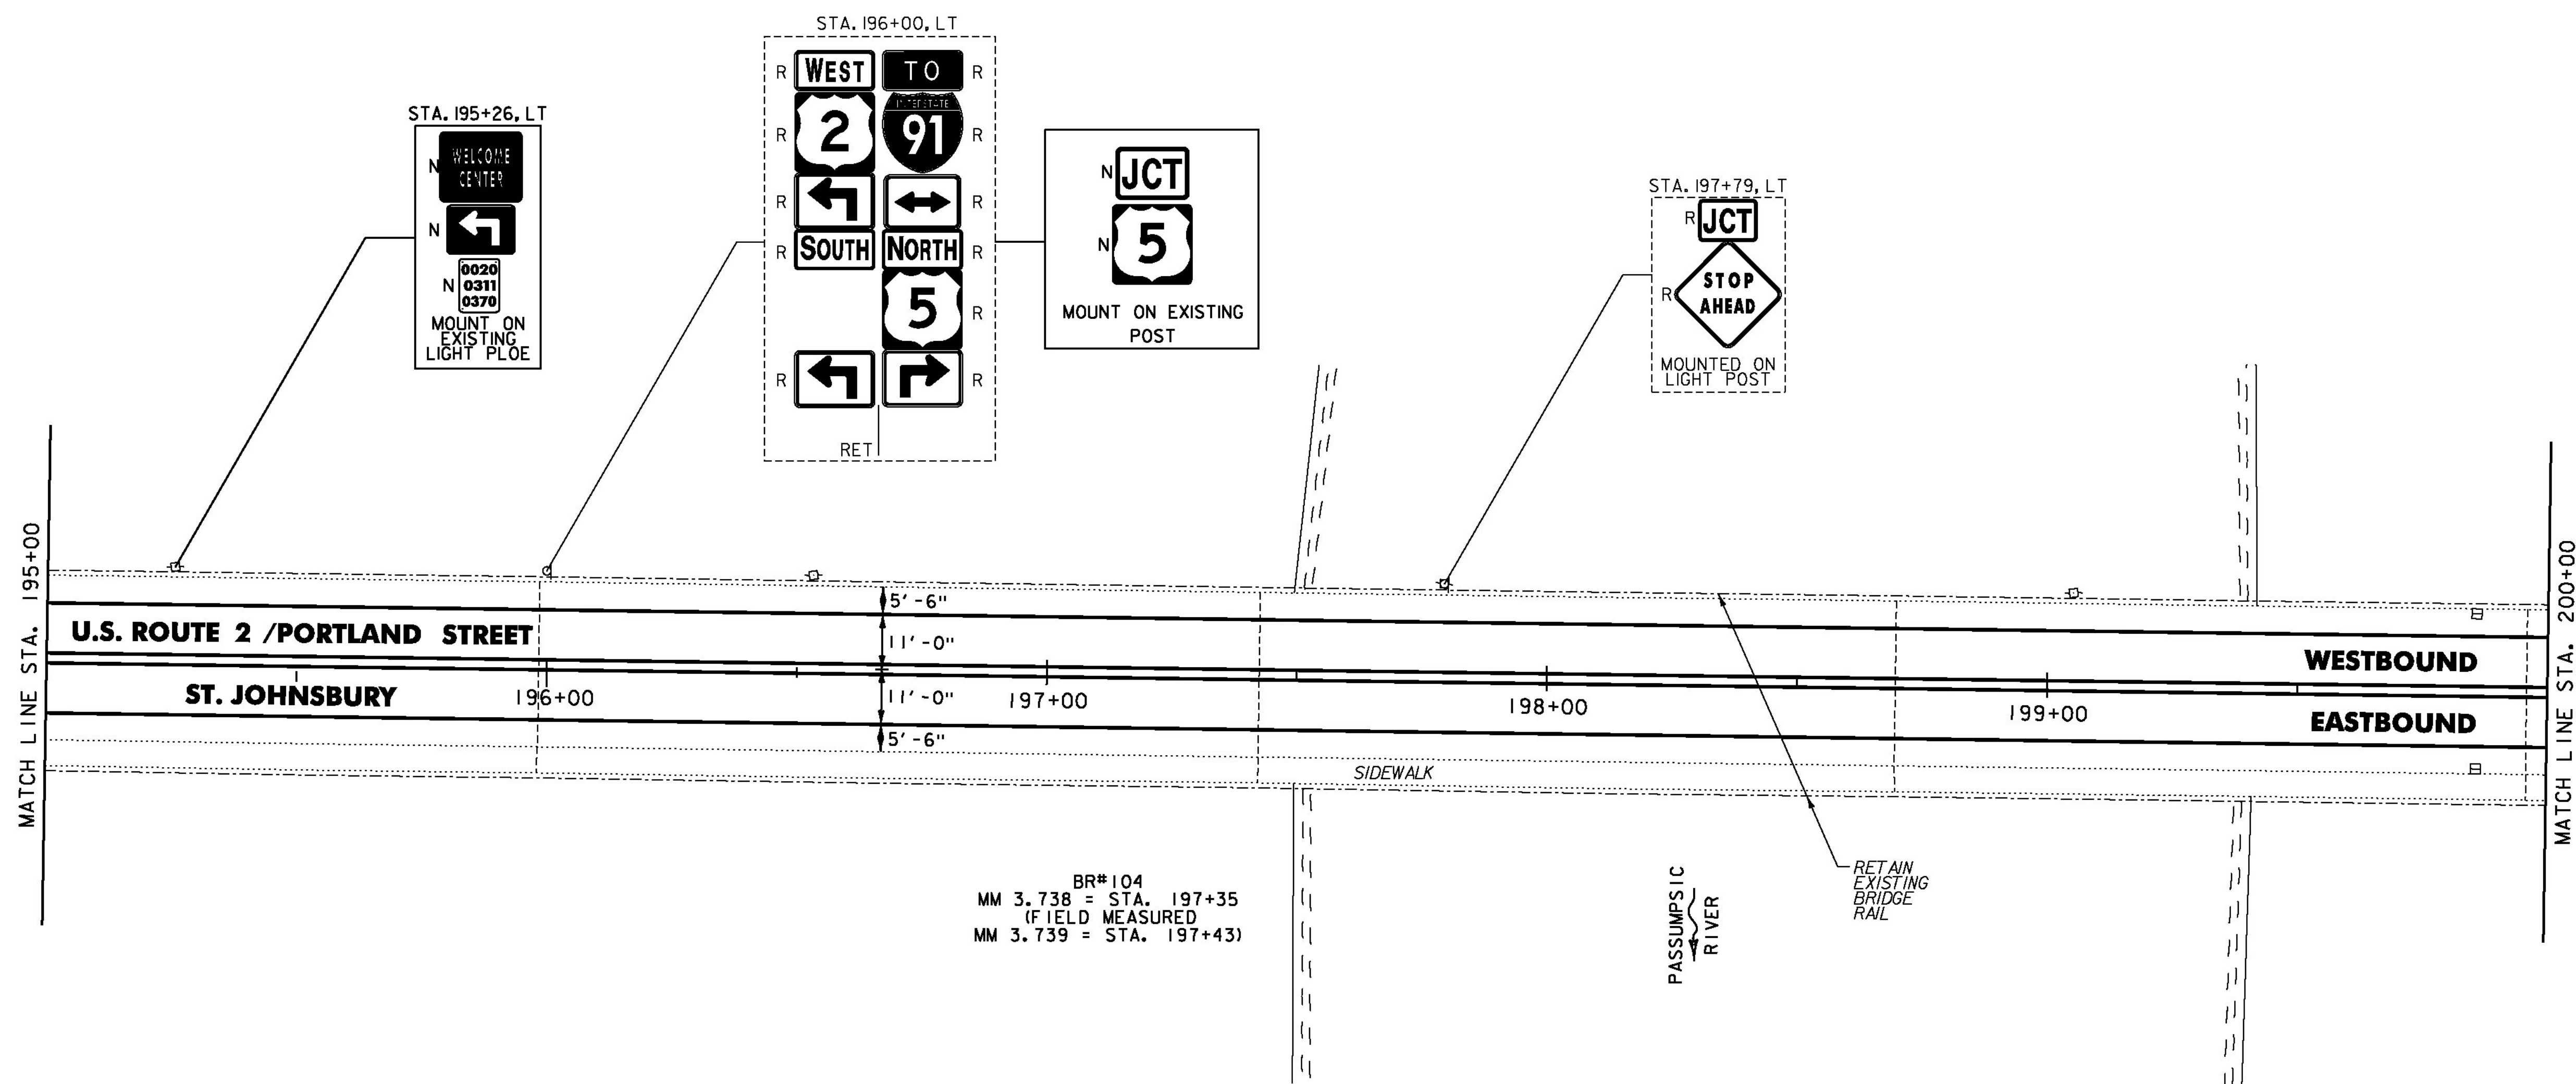 STA. 195+26, LT
N
WELCOME
CENTER
N
N
0020
0311
0370
MOUNT ON
EXISTING
LIGHT PLOE
STA. 196+00, LT
R WEST TO R
INTERSTATE
R 2 91 R
R R
R SOUTH NORTH R
5 R
R R
RET
N JCT
N 5
MOUNT ON EXISTING
POST
STA. 197+79, LT
R JCT
STOP
R
AHEAD
MOUNTED ON
LIGHT POST
MATCH LINE STA. 195+00
U.S. ROUTE 2 /PORTLAND STREET
ST. JOHNSBURY
5'-6"
11'-0"
11'-0"
5'-6"
196+00
197+00
198+00
199+00
WESTBOUND
EASTBOUND
MATCH LINE STA. 200+00
SIDEWALK
BR#104
MM 3.738 = STA. 197+35
(FIELD MEASURED
MM 3.739 = STA. 197+43)
PASSUMPSIC
RIVER
RETAIN
EXISTING
BRIDGE
RAIL